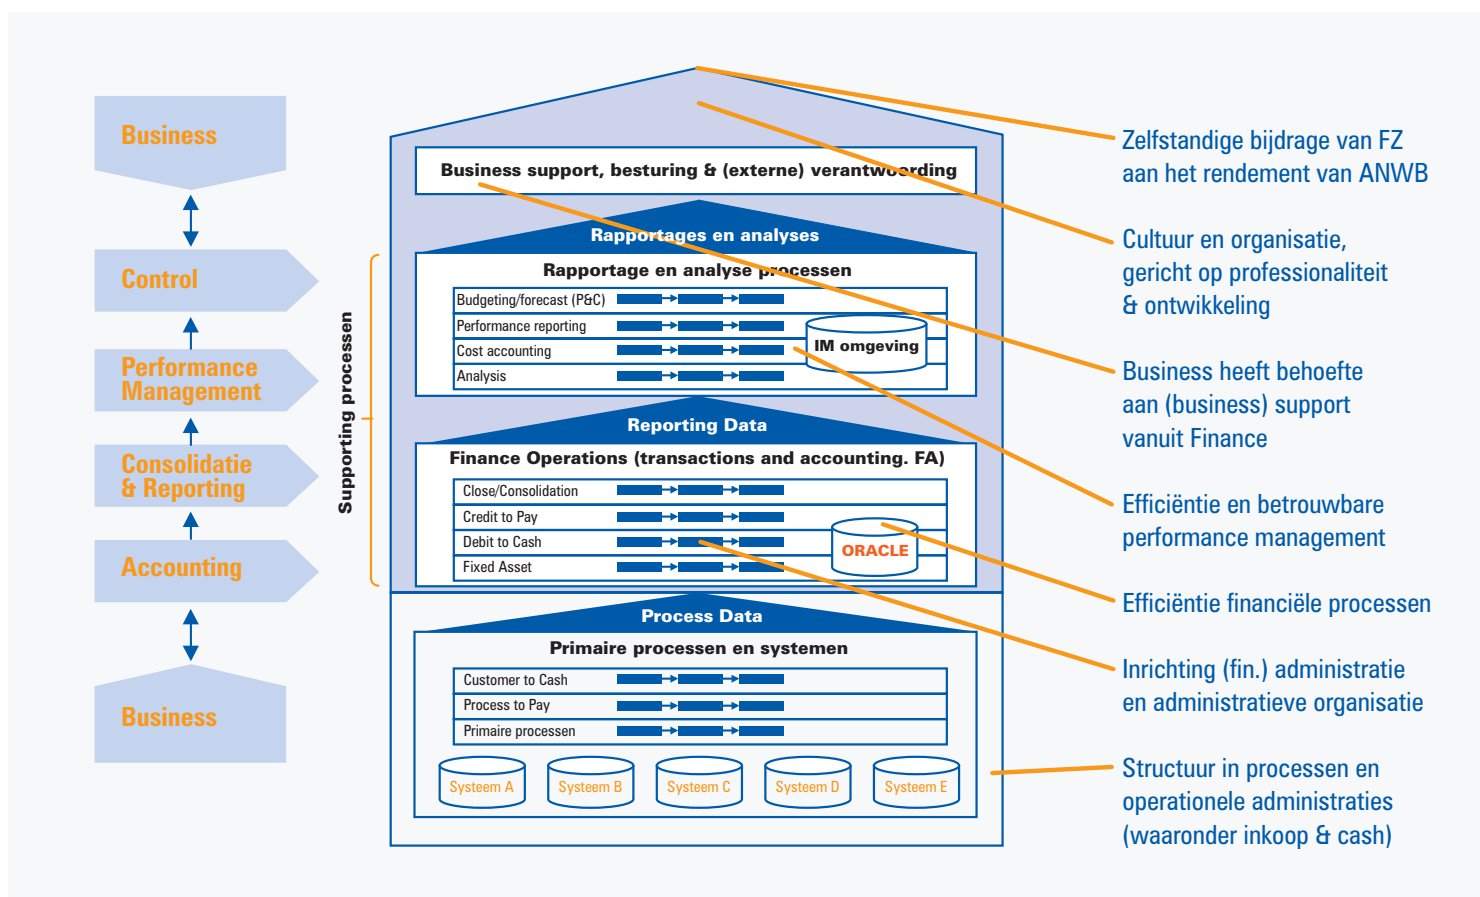 Business
Control
Performance
Management
Consolidatie
& Reporting
Accounting
Business
Supporting processen
Business support, besturing & (externe) verantwoording
Rapportages en analyses
Rapportage en analyse processen
Budgeting/forecast (P&C)
Performance reporting
Cost accounting
Analysis
IM omgeving
Reporting Data
Finance Operations (transactions and accounting. FA)
Close/Consolidation
Credit to Pay
Debit to Cash
Fixed Asset
ORACLE
Process Data
Primaire processen en systemen
Customer to Cash
Process to Pay
Primaire processen
Systeem A
Systeem B
Systeem C
Systeem D
Systeem E
Zelfstandige bijdrage van FZ
aan het rendement van ANWB
Cultuur en organisatie,
gericht op professionaliteit
& ontwikkeling
Business heeft behoefte
aan (business) support
vanuit Finance
Efficiëntie en betrouwbare
performance management
Efficiëntie financiële processen
Inrichting (fin.) administratie
en administratieve organisatie
Structuur in processen en
operationele administraties
(waaronder inkoop & cash)